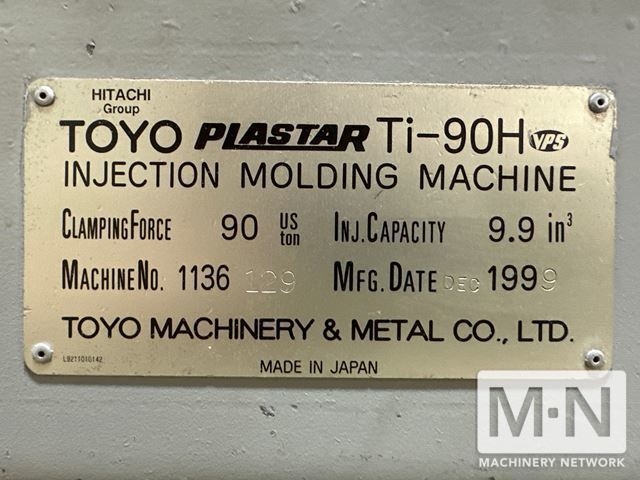 HITACHI
Group
TOYO PLASTAR Ti-90H VPS
INJECTION MOLDING MACHINE
CLAMPING FORCE 90 US ton INJ. CAPACITY 9.9 in³
MACHINE NO. 1136 129 MFG. DATE DEC 1999
TOYO MACHINERY & METAL CO., LTD.
L9211010142
MADE IN JAPAN
M·N
MACHINERY NETWORK